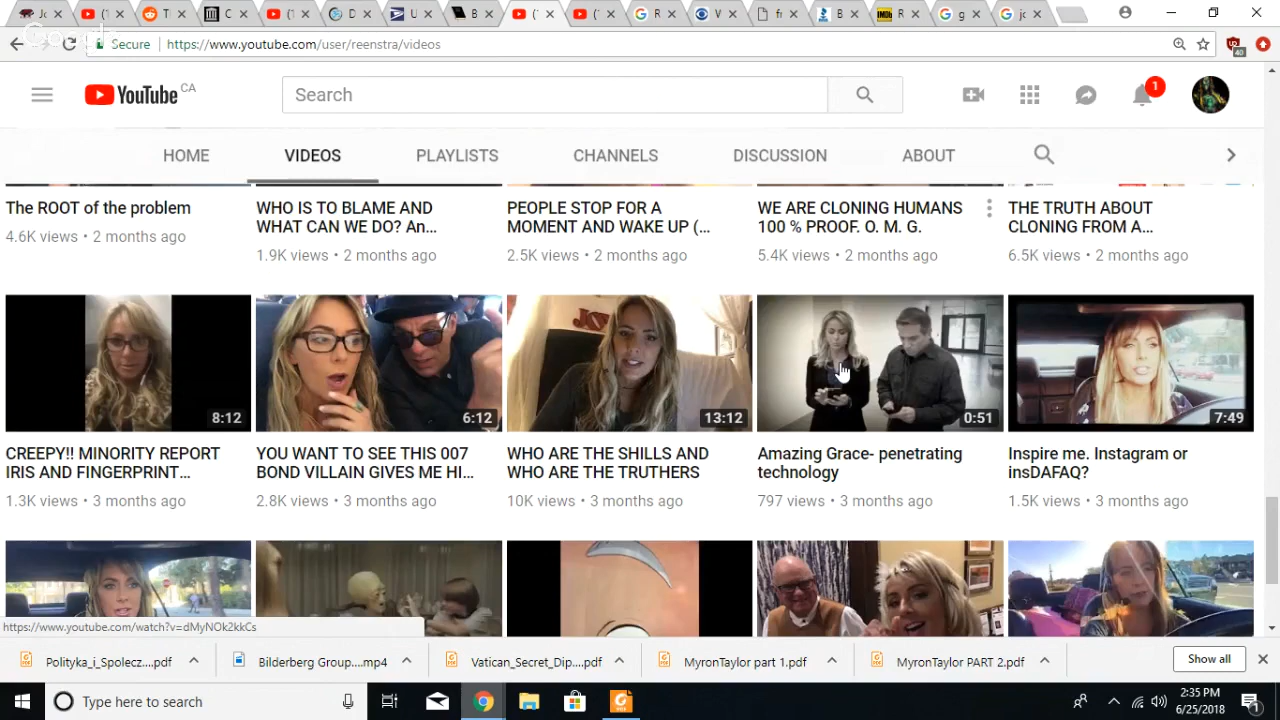 Secure
https://www.youtube.com/user/reenstra/videos
40
YouTube CA
Search
1
HOME
VIDEOS
PLAYLISTS
CHANNELS
DISCUSSION
ABOUT
The ROOT of the problem
4.6K views • 2 months ago
WHO IS TO BLAME AND
WHAT CAN WE DO? An...
1.9K views • 2 months ago
PEOPLE STOP FOR A
MOMENT AND WAKE UP (...
2.5K views • 2 months ago
WE ARE CLONING HUMANS
100 % PROOF. O. M. G.
5.4K views • 2 months ago
THE TRUTH ABOUT
CLONING FROM A...
6.5K views • 2 months ago
8:12
6:12
13:12
0:51
7:49
CREEPY!! MINORITY REPORT
IRIS AND FINGERPRINT...
1.3K views • 3 months ago
YOU WANT TO SEE THIS 007
BOND VILLAIN GIVES ME HI...
2.8K views • 3 months ago
WHO ARE THE SHILLS AND
WHO ARE THE TRUTHERS
10K views • 3 months ago
Amazing Grace- penetrating
technology
797 views • 3 months ago
Inspire me. Instagram or
insDAFAQ?
1.5K views • 3 months ago
https://www.youtube.com/watch?v=dMyNOk2kkCs
Polityka_i_Spolecz....pdf
Bilderberg Group....mp4
Vatican_Secret_Dip....pdf
MyronTaylor part 1.pdf
MyronTaylor PART 2.pdf
Show all
Type here to search
2:35 PM
6/25/2018